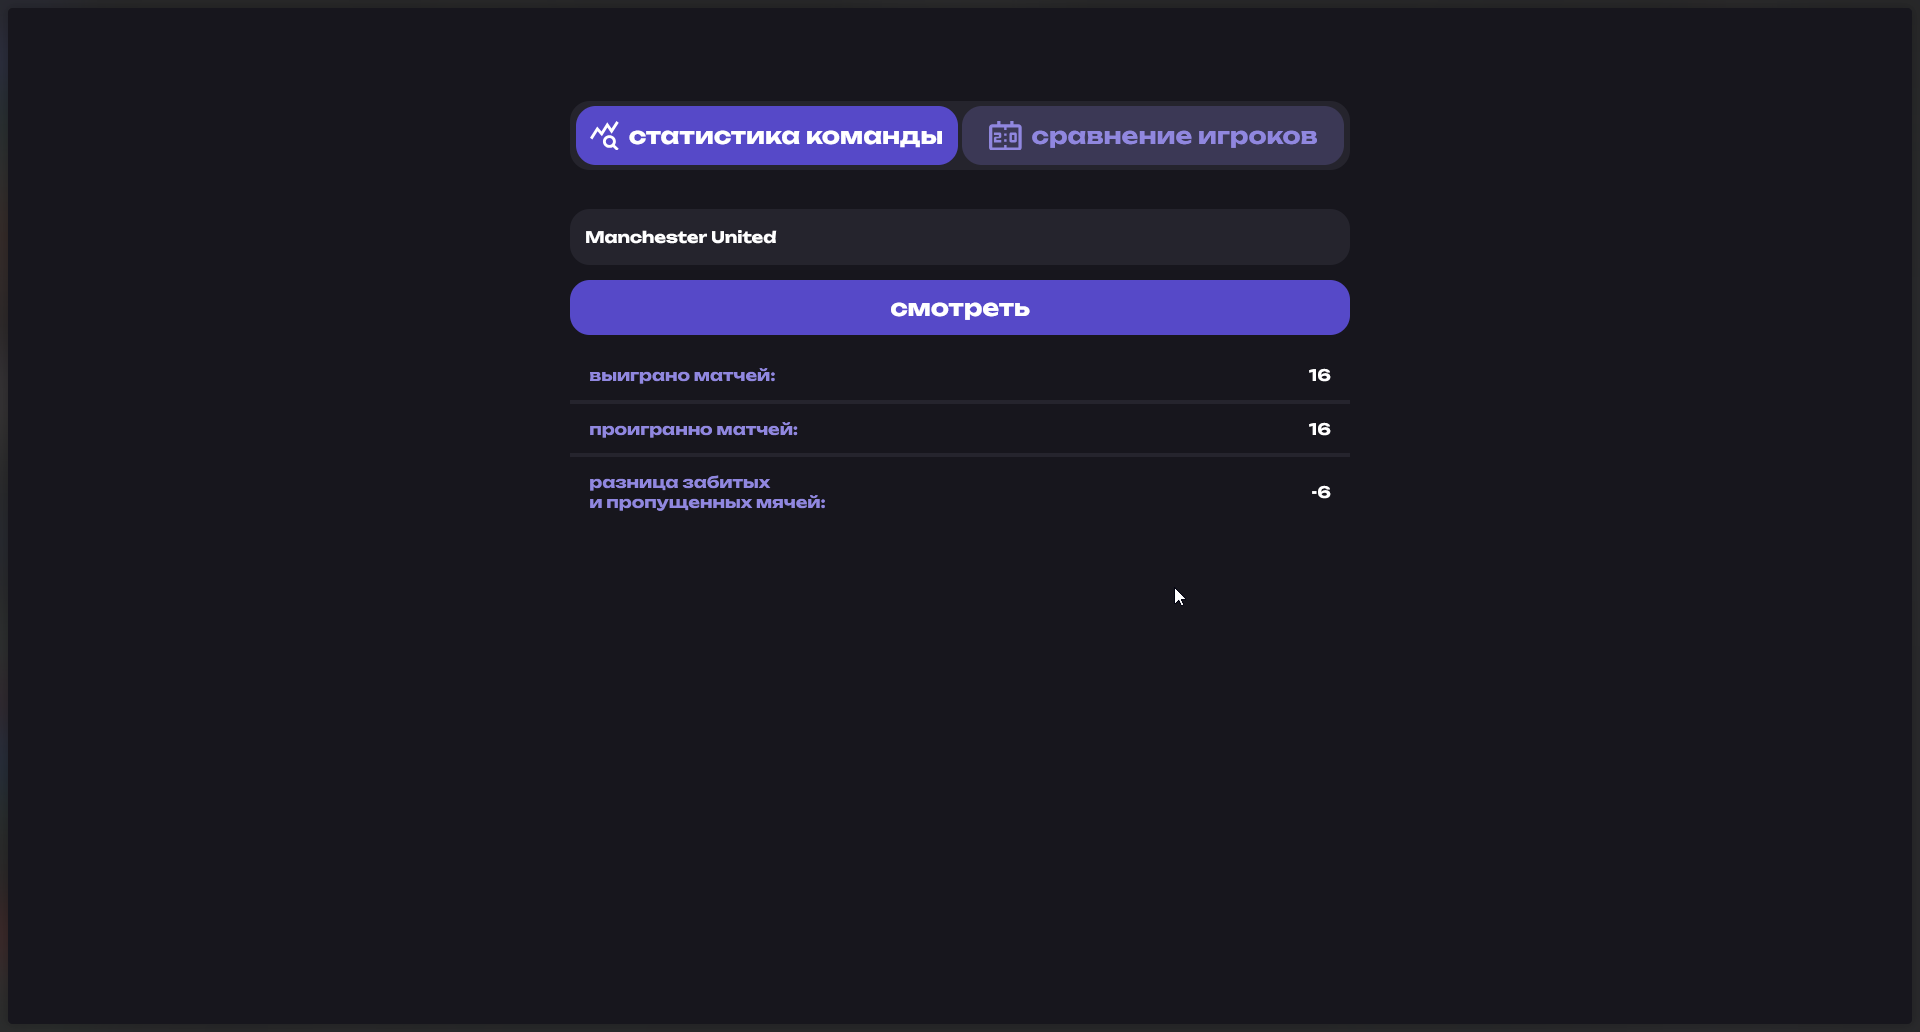 статистика команды
2:0 сравнение игроков
Manchester United
смотреть
выиграно матчей: 16
проигранно матчей: 16
разница забитых
и пропущенных мячей: -6